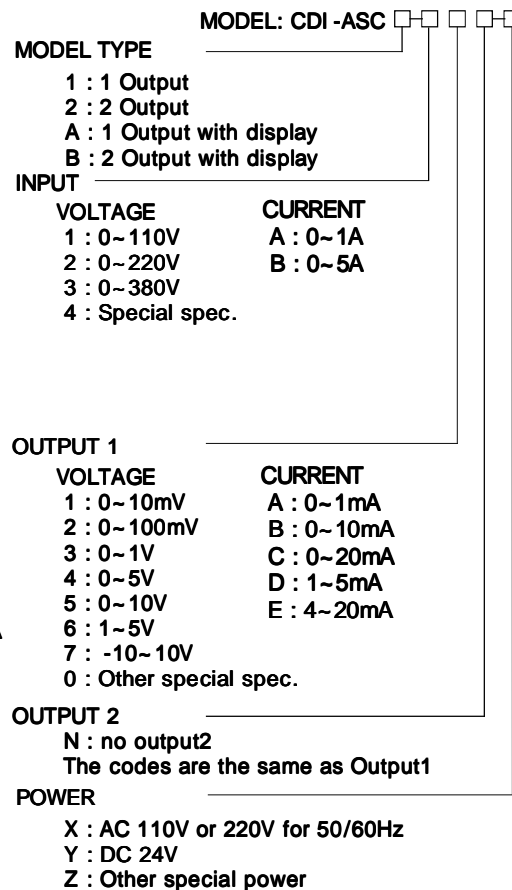 MODEL: CDI-ASC □-□ □ □-□
MODEL TYPE
1 : 1 Output
2 : 2 Output
A : 1 Output with display
B : 2 Output with display
INPUT
VOLTAGE CURRENT
1 : 0~110V A : 0~1A
2 : 0~220V B : 0~5A
3 : 0~380V
4 : Special spec.
OUTPUT 1
VOLTAGE CURRENT
1 : 0~10mV A : 0~1mA
2 : 0~100mV B : 0~10mA
3 : 0~1V C : 0~20mA
4 : 0~5V D : 1~5mA
5 : 0~10V E : 4~20mA
6 : 1~5V
7 : -10~10V
0 : Other special spec.
OUTPUT 2
N : no output2
The codes are the same as Output1
POWER
X : AC 110V or 220V for 50/60Hz
Y : DC 24V
Z : Other special power